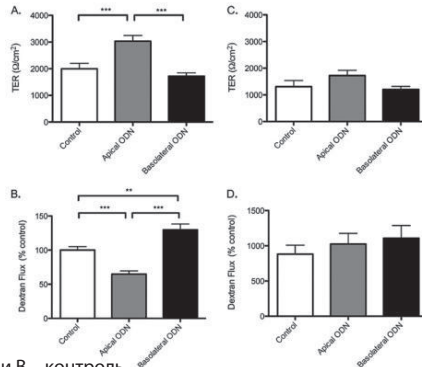 A.
***
***
TER (Ω/cm²)
4000
3000
2000
1000
0
Control
Apical ODN
Basolateral ODN
C.
TER (Ω/cm²)
4000
3000
2000
1000
0
Control
Apical ODN
Basolateral ODN
B.
**
***
***
Dextran Flux (% control)
150
100
50
0
Control
Apical ODN
Basolateral ODN
D.
Dextran Flux (% control)
1500
1000
500
0
Control
Apical ODN
Basolateral ODN